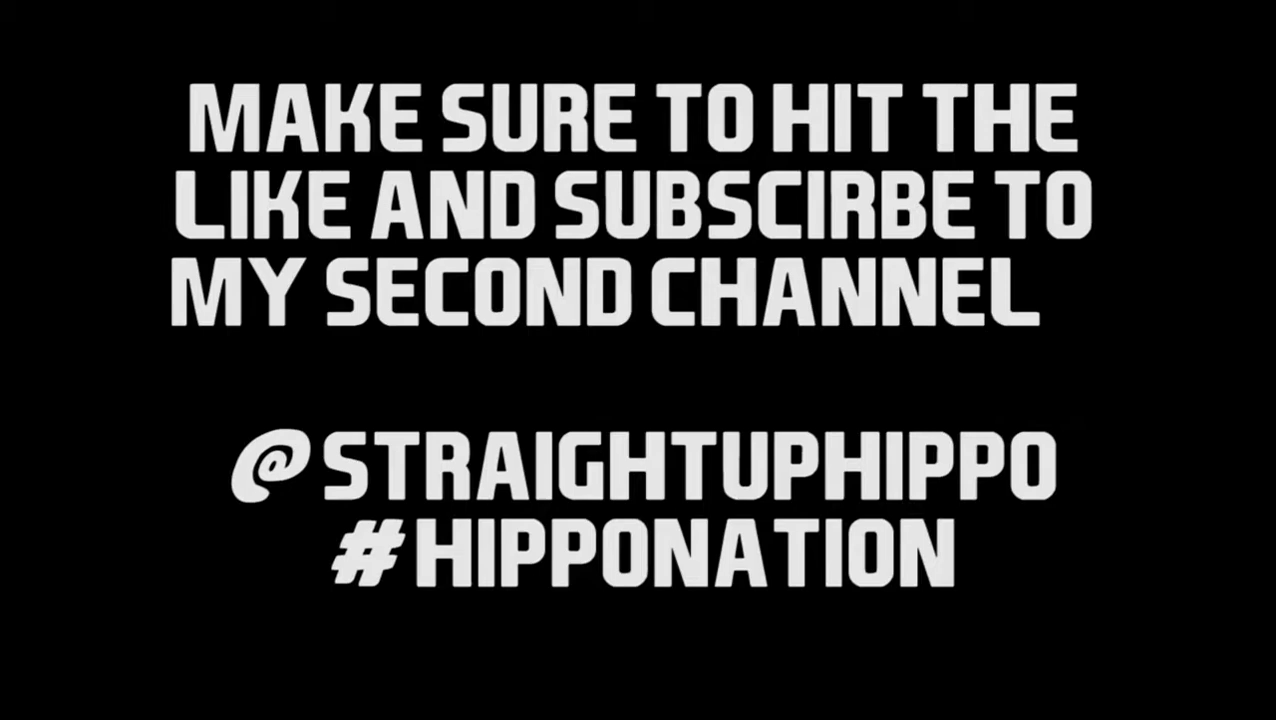 MAKE SURE TO HIT THE
LIKE AND SUBSCIRBE TO
MY SECOND CHANNEL
@STRAIGHTUPHIPPO
#HIPPONATION